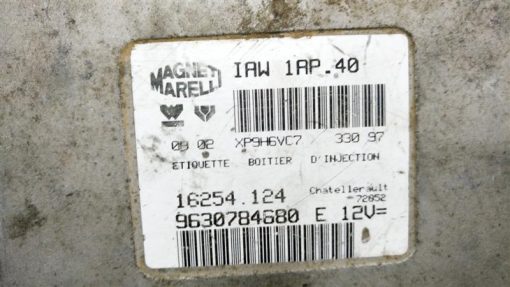 MAGNETI MARELLI
IAW 1AP.40
08 02 XP9H6VC7 330 97
ETIQUETTE BOITIER D'INJECTION
16254.124 Chatellerault
72852
9630784680 E 12V=